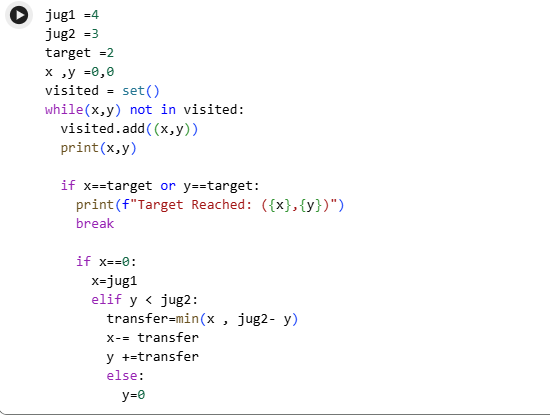 jug1 =4
jug2 =3
target =2
x ,y =0,0
visited = set()
while(x,y) not in visited:
  visited.add((x,y))
  print(x,y)

  if x==target or y==target:
    print(f"Target Reached: ({x},{y})")
    break

    if x==0:
      x=jug1
      elif y < jug2:
        transfer=min(x , jug2- y)
        x-= transfer
        y +=transfer
        else:
          y=0